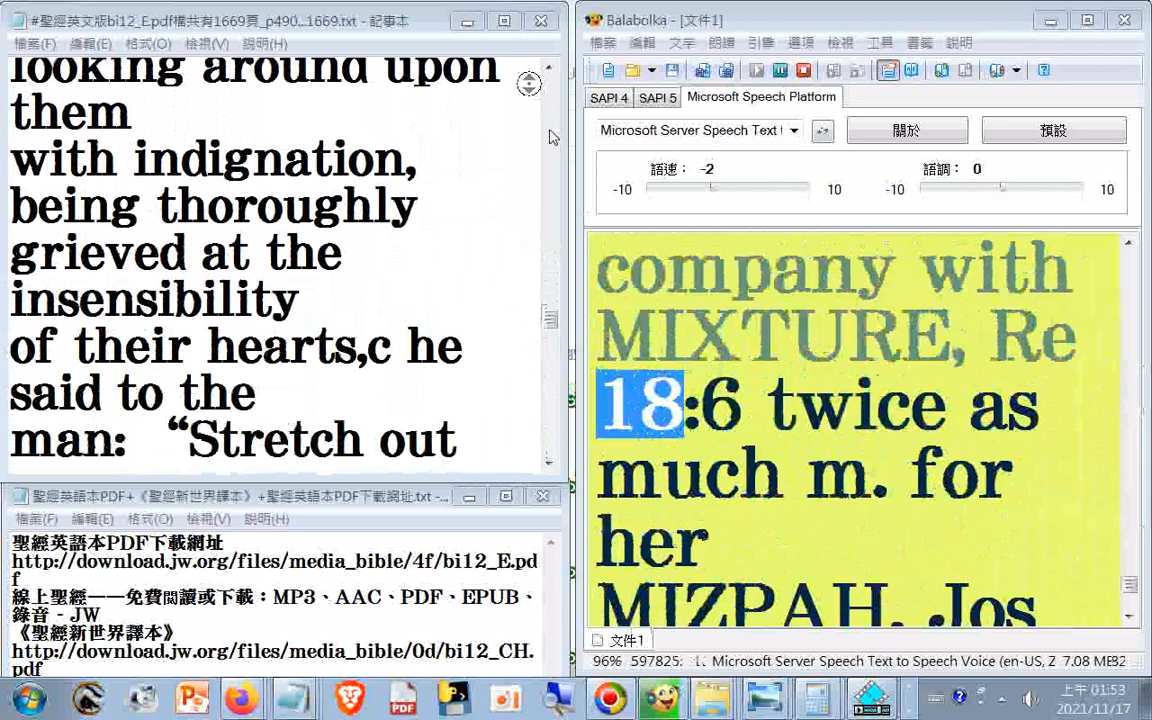 #聖經英文版bi12_E.pdf檔共有1669頁_p490...1669.txt - 記事本
檔案(F) 編輯(E) 格式(O) 檢視(V) 說明(H)
looking around upon
them
with indignation,
being thoroughly
grieved at the
insensibility
of their hearts,c he
said to the
man: “Stretch out
聖經英語本PDF+《聖經新世界譯本》+聖經英語本PDF下載網址.txt -...
檔案(F) 編輯(E) 格式(O) 檢視(V) 說明(H)
聖經英語本PDF下載網址
http://download.jw.org/files/media_bible/4f/bi12_E.pd
f
線上聖經——免費閱讀或下載：MP3、AAC、PDF、EPUB、
錄音 - JW
《聖經新世界譯本》
http://download.jw.org/files/media_bible/0d/bi12_CH.
pdf
Balabolka - [文件1]
檔案 編輯 文字 朗讀 引擎 選項 檢視 工具 書籤 說明
SAPI 4 SAPI 5 Microsoft Speech Platform
Microsoft Server Speech Text 關於 預設
語速： -2 語調： 0
-10 10 -10 10
company with
MIXTURE, Re
18:6 twice as
much m. for
her
MIZPAH, Jos
文件1
96% 597825: Microsoft Server Speech Text to Speech Voice (en-US, Z 7.08 MB
上午 01:53
2021/11/17